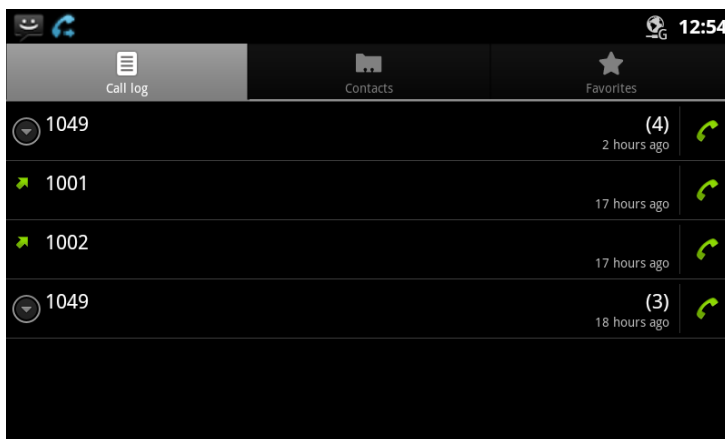 G 12:54
Call log Contacts Favorites
1049 (4)
2 hours ago
1001
17 hours ago
1002
17 hours ago
1049 (3)
18 hours ago